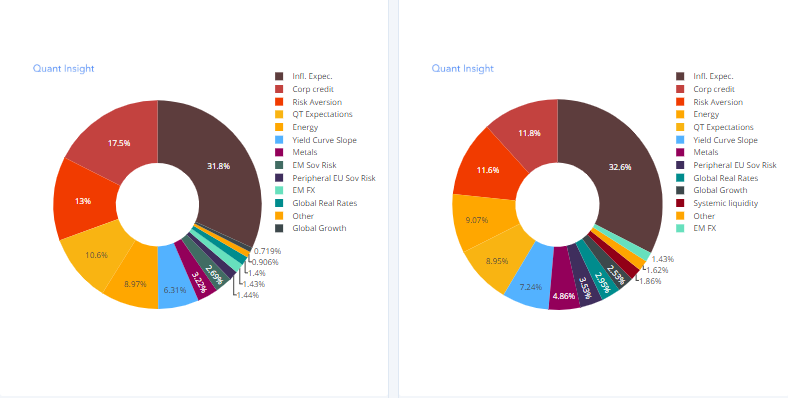 Quant Insight
Infl. Expec.
Corp credit
Risk Aversion
QT Expectations
Energy
Yield Curve Slope
Metals
EM Sov Risk
Peripheral EU Sov Risk
EM FX
Global Real Rates
Other
Global Growth
31.8%
17.5%
13%
10.6%
8.97%
6.31%
3.22%
2.69%
1.44%
1.43%
1.4%
0.906%
0.719%
Quant Insight
Infl. Expec.
Corp credit
Risk Aversion
Energy
QT Expectations
Yield Curve Slope
Metals
Peripheral EU Sov Risk
Global Real Rates
Global Growth
Systemic liquidity
Other
EM FX
32.6%
11.8%
11.6%
9.07%
8.95%
7.24%
4.86%
3.53%
2.95%
2.53%
1.86%
1.62%
1.43%